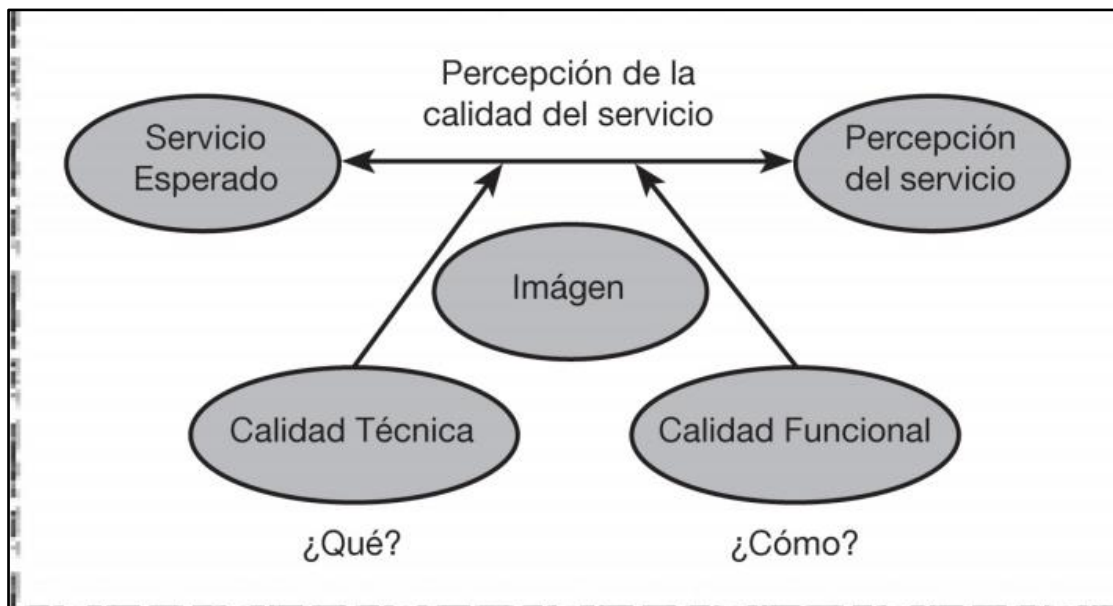 Percepción de la
calidad del servicio
Servicio
Esperado
Percepción
del servicio
Imágen
Calidad Técnica
Calidad Funcional
¿Qué?
¿Cómo?